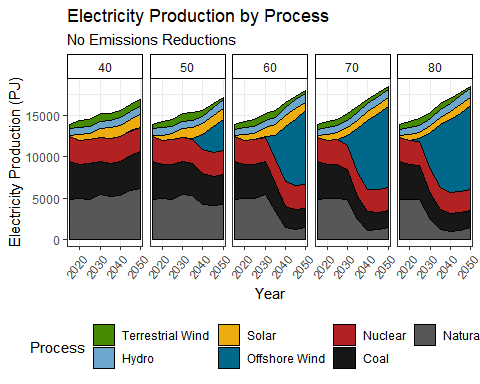 Electricity Production by Process
No Emissions Reductions
40 50 60 70 80
Electricity Production (PJ)
15000
10000
5000
0
2020 2030 2040 2050 2020 2030 2040 2050 2020 2030 2040 2050 2020 2030 2040 2050 2020 2030 2040 2050
Year
Process
Terrestrial Wind Solar Nuclear Natura
Hydro Offshore Wind Coal